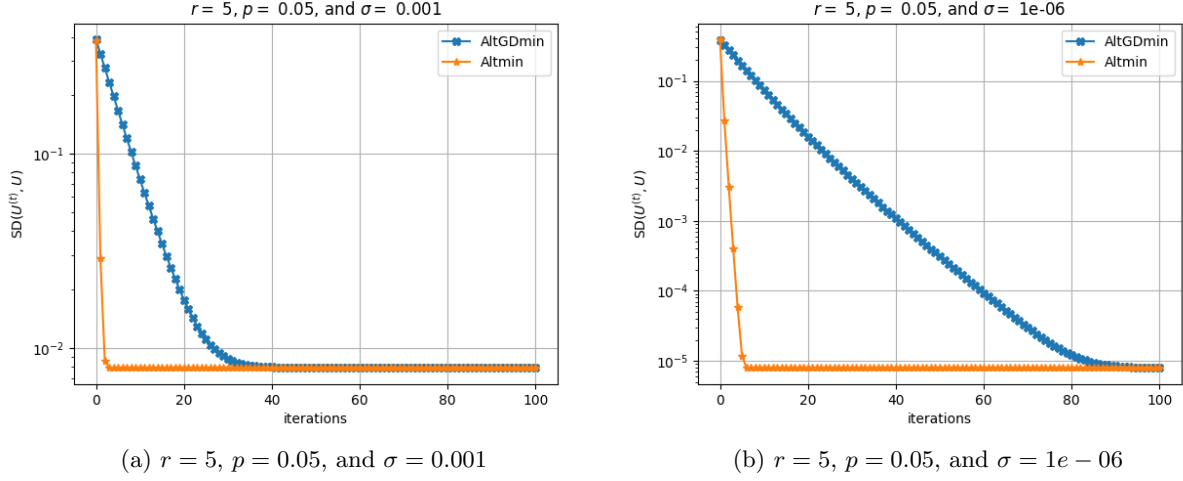 r = 5, p = 0.05, and σ = 0.001
AltGDmin
Altmin
10⁻¹
10⁻²
SD(U⁽ᵗ⁾, U)
0 20 40 60 80 100
iterations
(a) r = 5, p = 0.05, and σ = 0.001
r = 5, p = 0.05, and σ = 1e-06
AltGDmin
Altmin
10⁻¹
10⁻²
10⁻³
10⁻⁴
10⁻⁵
SD(U⁽ᵗ⁾, U)
0 20 40 60 80 100
iterations
(b) r = 5, p = 0.05, and σ = 1e − 06